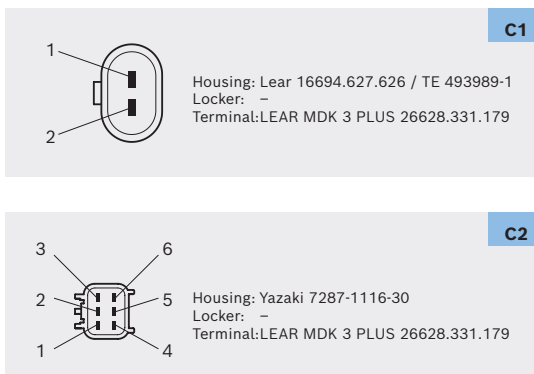 C1
1
2
Housing: Lear 16694.627.626 / TE 493989-1
Locker: –
Terminal:LEAR MDK 3 PLUS 26628.331.179
C2
3 6
2 5
1 4
Housing: Yazaki 7287-1116-30
Locker: –
Terminal:LEAR MDK 3 PLUS 26628.331.179